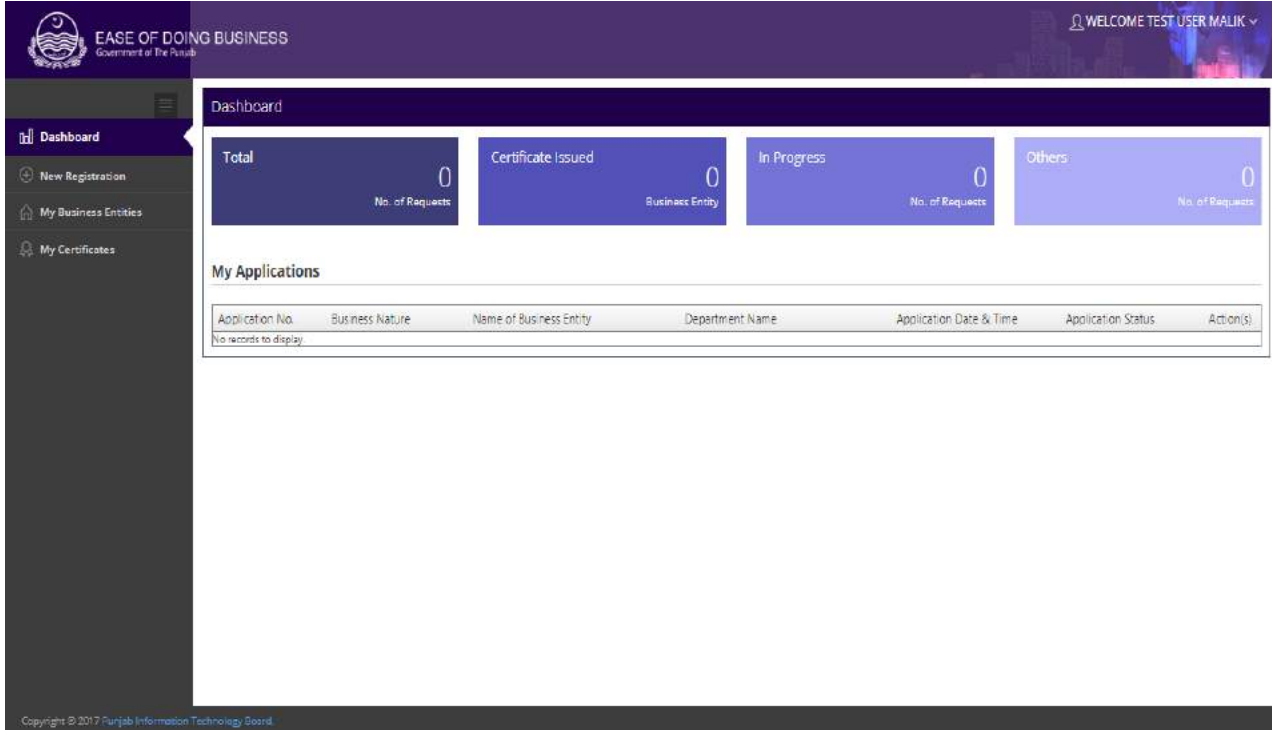 EASE OF DOING BUSINESS
Government of The Punjab
WELCOME TEST USER MALIK
Dashboard
New Registration
My Business Entities
My Certificates
Dashboard
Total
0
No. of Requests
Certificate Issued
0
Business Entity
In Progress
0
No. of Requests
Others
0
No. of Requests
My Applications
Application No. Business Nature Name of Business Entity Department Name Application Date & Time Application Status Action(s)
No records to display.
Copyright © 2017 Punjab Information Technology Board.